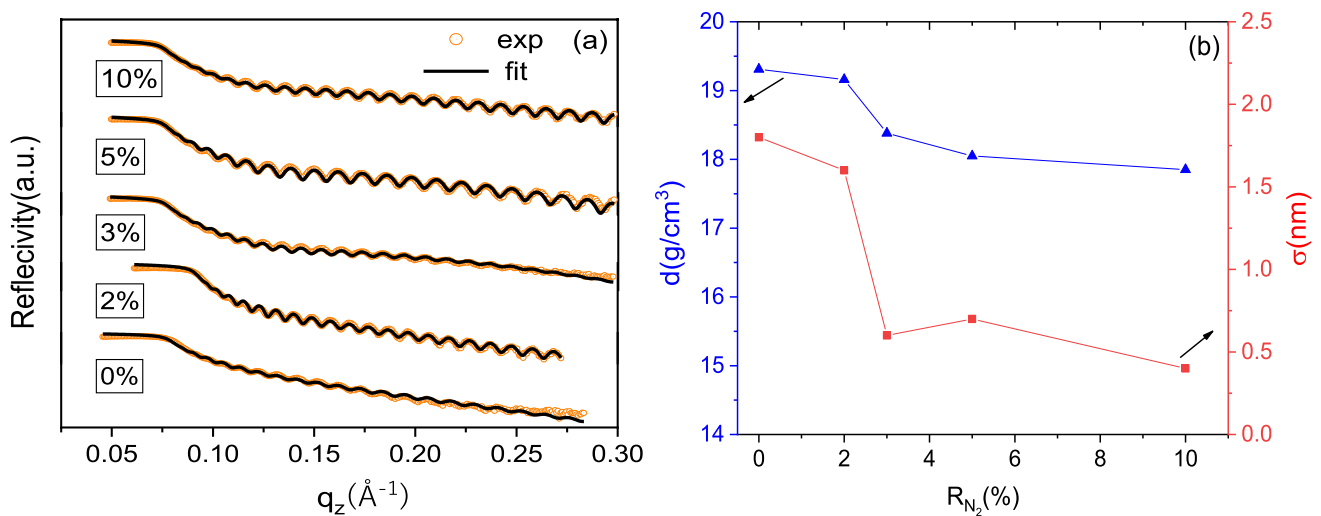 exp (a)
fit
10%
5%
3%
2%
0%
Reflecivity(a.u.)
0.05 0.10 0.15 0.20 0.25 0.30
q_z(Å⁻¹)
(b)
20
19
18
17
16
15
14
d(g/cm³)
2.5
2.0
1.5
1.0
0.5
0.0
σ(nm)
0 2 4 6 8 10
R_N₂(%)